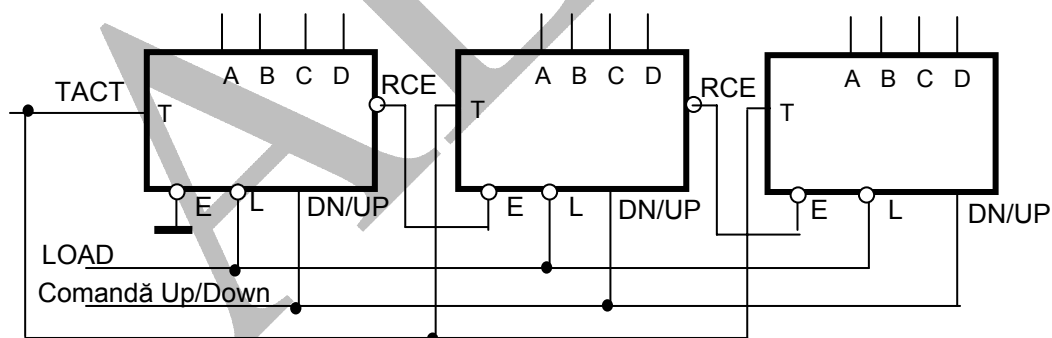 A B C D
A B C D
A B C D
TACT
T
RCE
T
RCE
T
E L DN/UP
E L DN/UP
E L DN/UP
LOAD
Comandă Up/Down